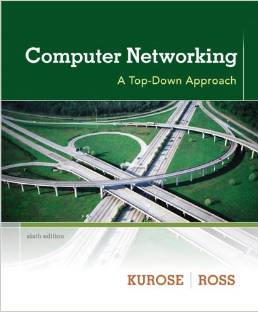 Computer Networking
A Top-Down Approach
sixth edition
KUROSE | ROSS